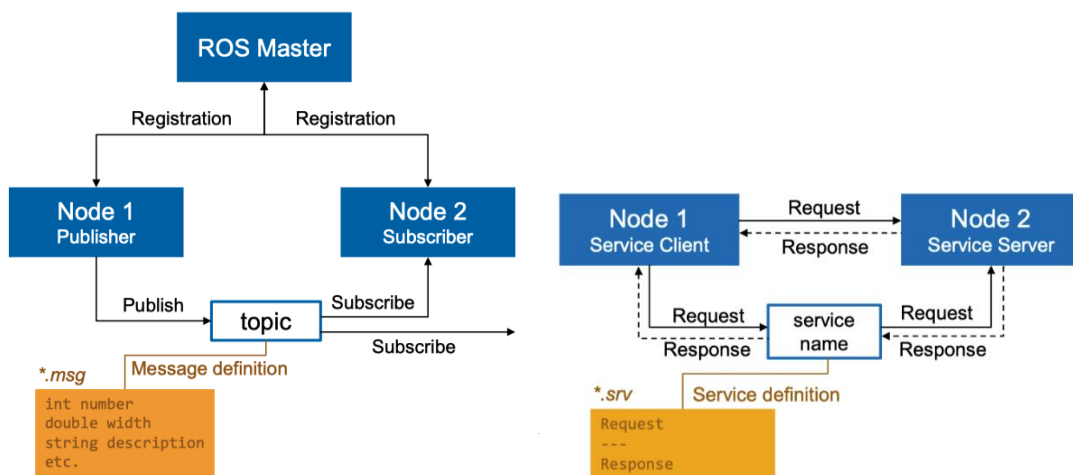 ROS Master
Registration
Registration
Node 1
Publisher
Node 2
Subscriber
Publish
topic
Subscribe
Subscribe
Message definition
*.msg
int number
double width
string description
etc.
Node 1
Service Client
Request
Response
Node 2
Service Server
Request
Response
service
name
Request
Response
Service definition
*.srv
Request
---
Response